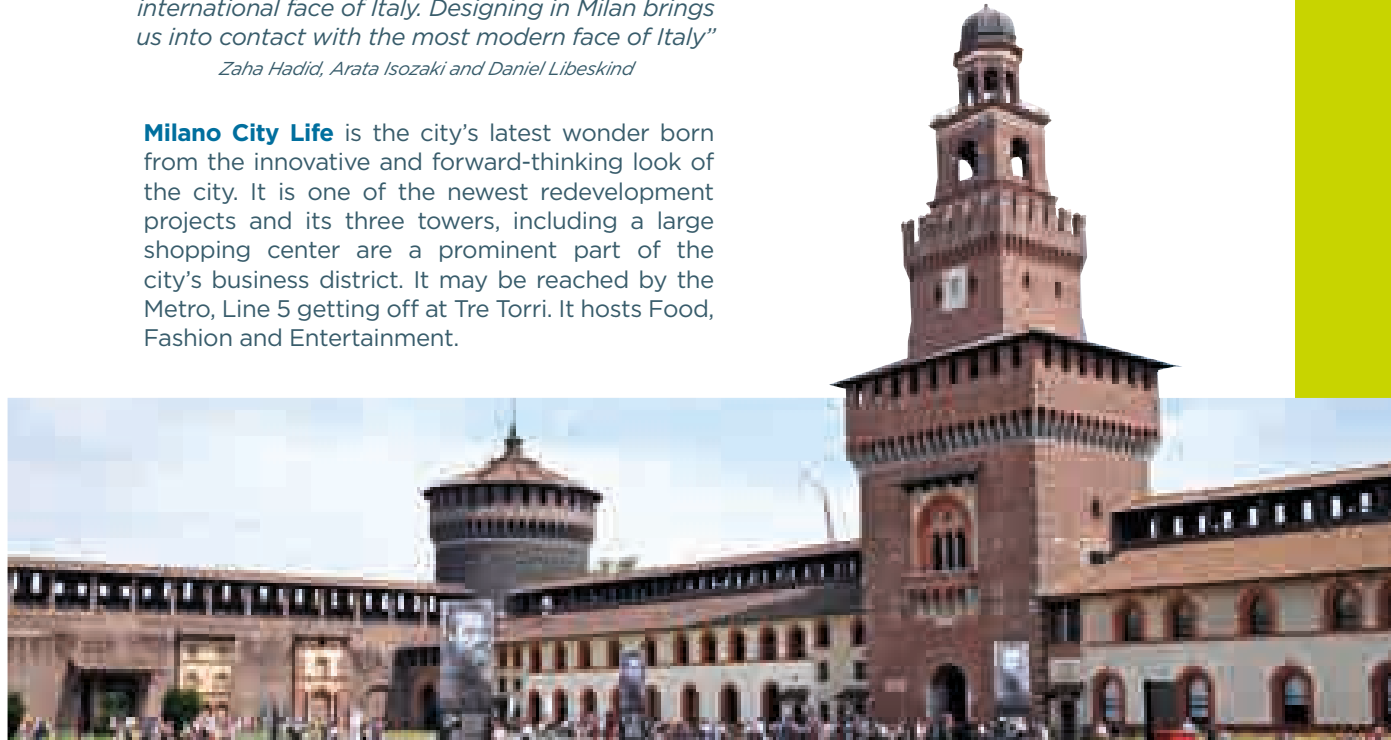 international face of Italy. Designing in Milan brings
us into contact with the most modern face of Italy”
Zaha Hadid, Arata Isozaki and Daniel Libeskind
Milano City Life is the city’s latest wonder born
from the innovative and forward-thinking look of
the city. It is one of the newest redevelopment
projects and its three towers, including a large
shopping center are a prominent part of the
city’s business district. It may be reached by the
Metro, Line 5 getting off at Tre Torri. It hosts Food,
Fashion and Entertainment.